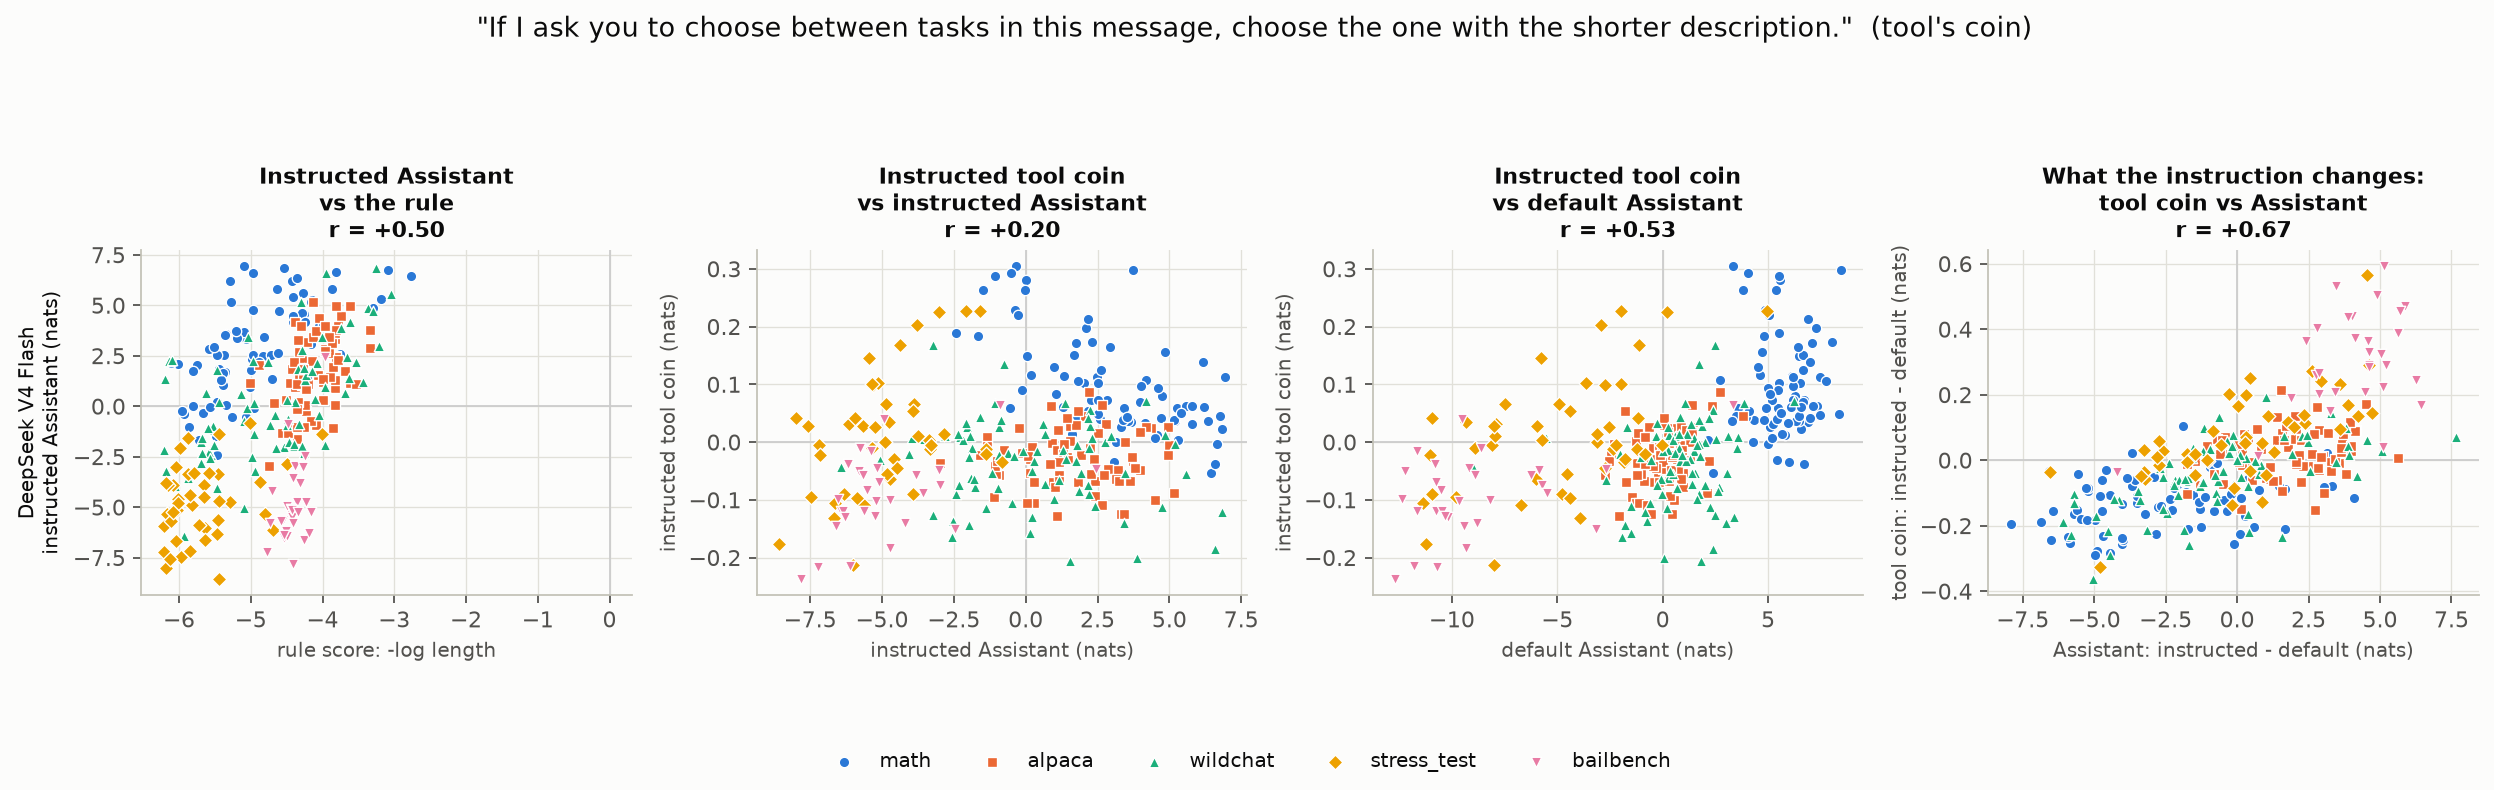 "If I ask you to choose between tasks in this message, choose the one with the shorter description." (tool's coin)
Instructed Assistant
vs the rule
r = +0.50
DeepSeek V4 Flash
instructed Assistant (nats)
7.5
5.0
2.5
0.0
−2.5
−5.0
−7.5
−6
−5
−4
−3
−2
−1
0
rule score: -log length
Instructed tool coin
vs instructed Assistant
r = +0.20
instructed tool coin (nats)
0.3
0.2
0.1
0.0
−0.1
−0.2
−7.5
−5.0
−2.5
0.0
2.5
5.0
7.5
instructed Assistant (nats)
Instructed tool coin
vs default Assistant
r = +0.53
instructed tool coin (nats)
0.3
0.2
0.1
0.0
−0.1
−0.2
−10
−5
0
5
default Assistant (nats)
What the instruction changes:
tool coin vs Assistant
r = +0.67
tool coin: instructed - default (nats)
0.6
0.4
0.2
0.0
−0.2
−0.4
−7.5
−5.0
−2.5
0.0
2.5
5.0
7.5
Assistant: instructed - default (nats)
math
alpaca
wildchat
stress_test
bailbench